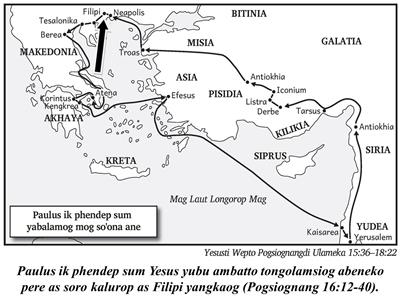 Filipi
Neapolis
BITINIA
Tesalonika
Berea
MISIA
GALATIA
MAKEDONIA
Troas
ASIA
Antiokhia
Atena
Efesus
PISIDIA
Iconium
Korintus
Listra
Kengkrea
Derbe
Tarsus
AKHAYA
KILIKIA
Antiokhia
KRETA
SIPRUS
SIRIA
Mag Laut Longorop Mag
Paulus ik phendep sum
yabalamog mog so'ona ane
Kaisarea
YUDEA
Yerusalem
Yesusti Wepto Pogsiognangdi Ulameka 15:36–18:22
Paulus ik phendep sum Yesus yubu ambatto tongolamsiog abeneko
pere as soro kalurop as Filipi yangkaog (Pogsiognang 16:12-40).